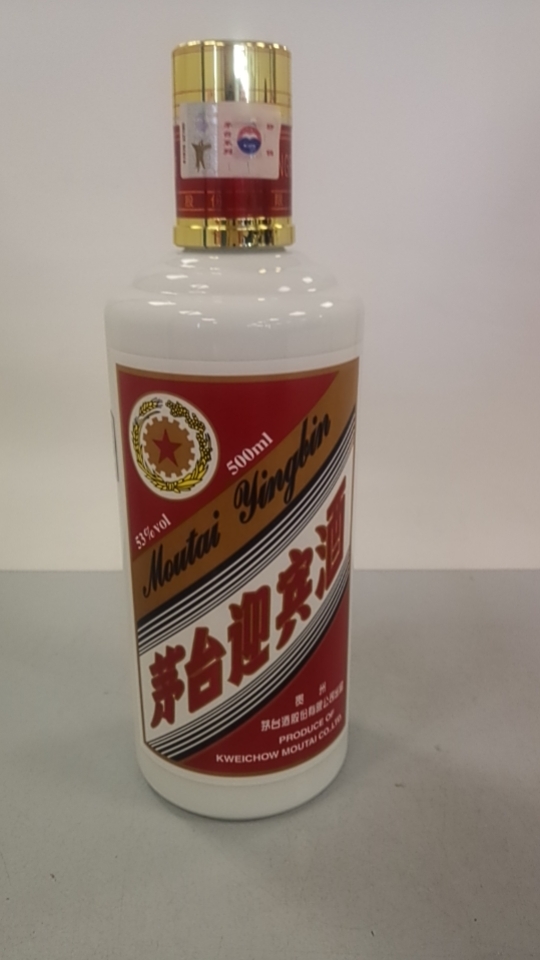 500ml
53%vol
Moutai Yingbin
茅台迎宾酒
贵 州
茅台酒股份有限公司出品
PRODUCE OF
KWEICHOW MOUTAI CO.,LTD.